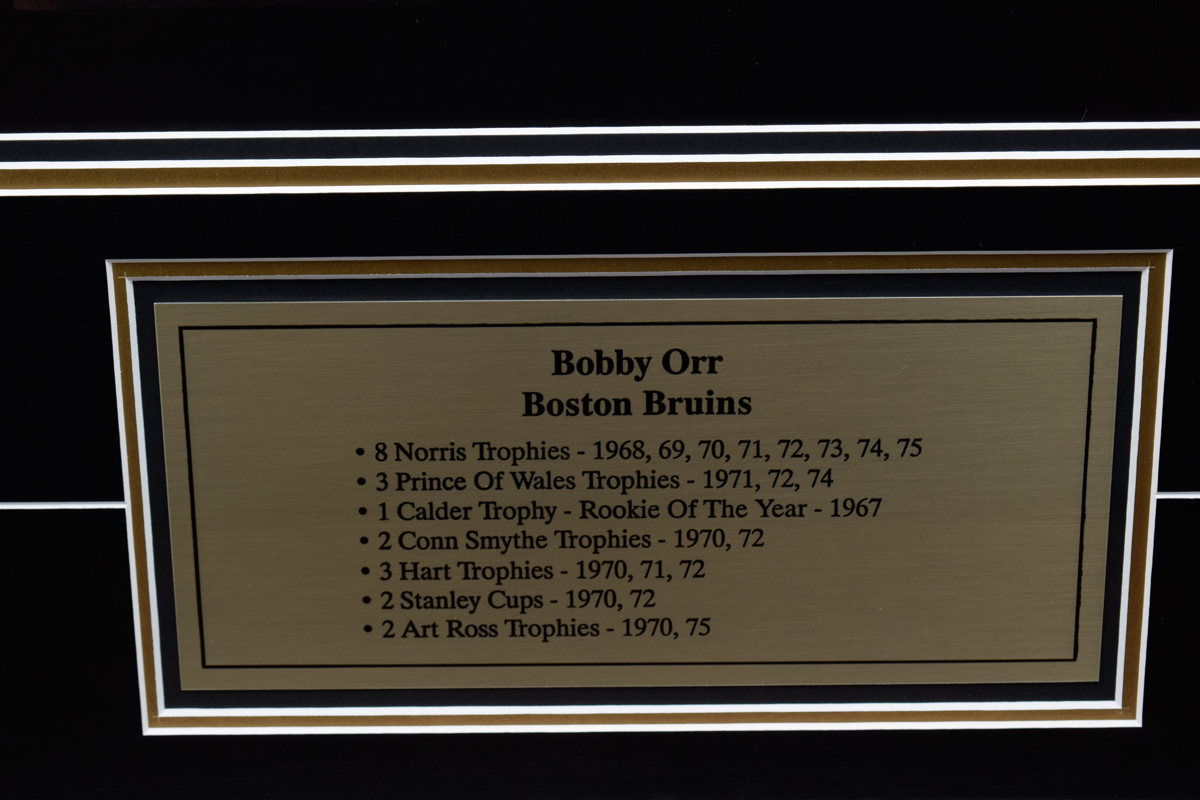 Bobby Orr
Boston Bruins
• 8 Norris Trophies - 1968, 69, 70, 71, 72, 73, 74, 75
• 3 Prince Of Wales Trophies - 1971, 72, 74
• 1 Calder Trophy - Rookie Of The Year - 1967
• 2 Conn Smythe Trophies - 1970, 72
• 3 Hart Trophies - 1970, 71, 72
• 2 Stanley Cups - 1970, 72
• 2 Art Ross Trophies - 1970, 75